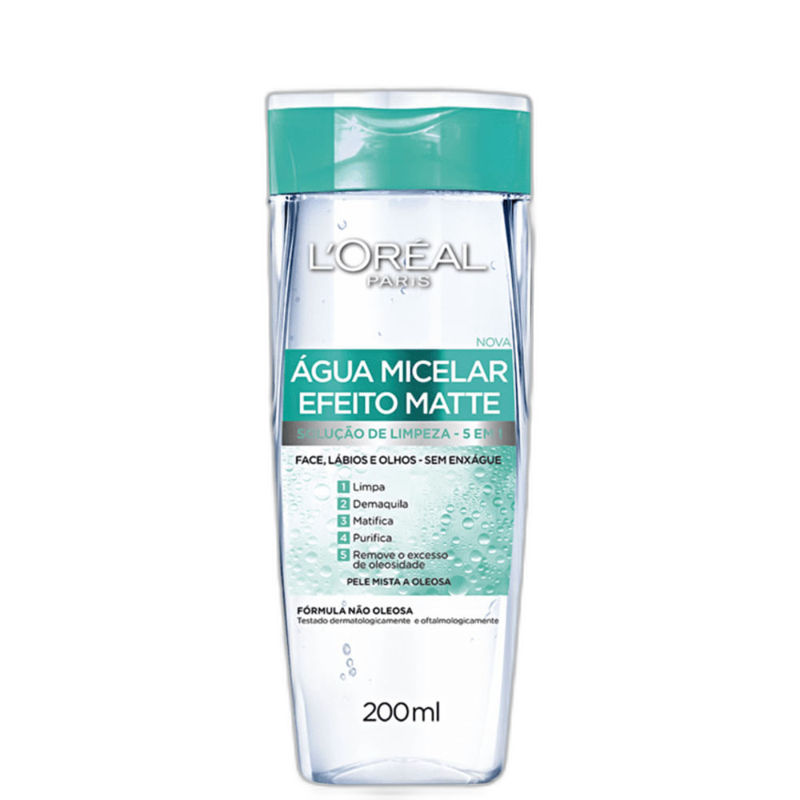 L'ORÉAL
PARIS
NOVA
ÁGUA MICELAR
EFEITO MATTE
SOLUÇÃO DE LIMPEZA - 5 EM 1
FACE, LÁBIOS E OLHOS - SEM ENXÁGUE
1 Limpa
2 Demaquila
3 Matifica
4 Purifica
5 Remove o excesso
de oleosidade
PELE MISTA A OLEOSA
FÓRMULA NÃO OLEOSA
Testado dermatologicamente e oftalmologicamente
200ml